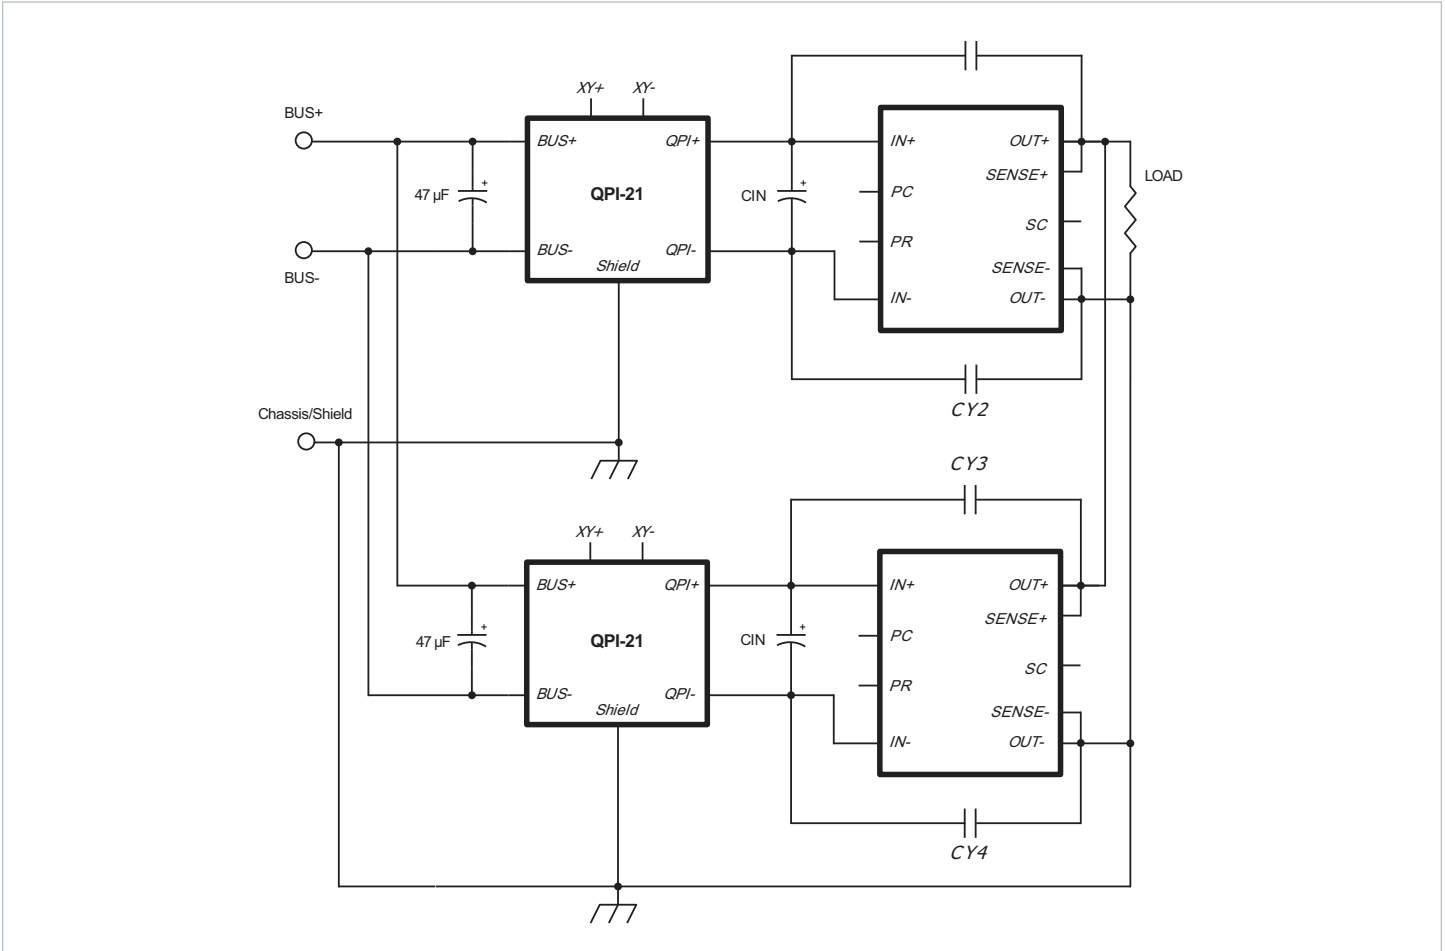 XY+ XY-
BUS+
BUS+ QPI+ IN+ OUT+
SENSE+ LOAD
47 µF QPI-21 CIN PC
SC
PR
BUS- QPI-
Shield SENSE-
BUS-
IN- OUT-
CY2
Chassis/Shield
CY3
XY+ XY-
BUS+ QPI+ IN+ OUT+
SENSE+
47 µF QPI-21 CIN PC
SC
PR
BUS- QPI-
Shield SENSE-
IN- OUT-
CY4